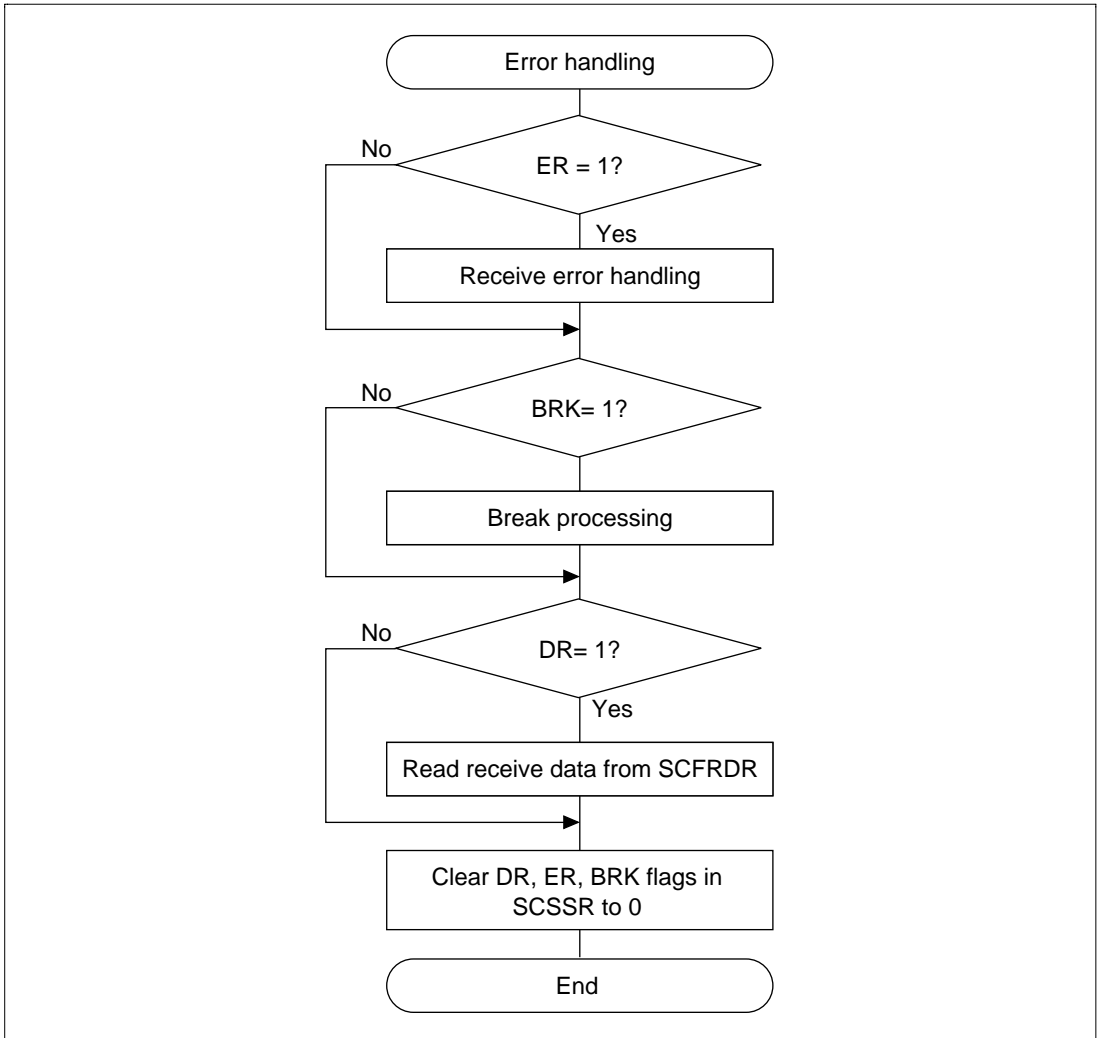 Error handling
No
ER = 1?
Yes
Receive error handling
No
BRK= 1?
Break processing
No
DR= 1?
Yes
Read receive data from SCFRDR
Clear DR, ER, BRK flags in
SCSSR to 0
End